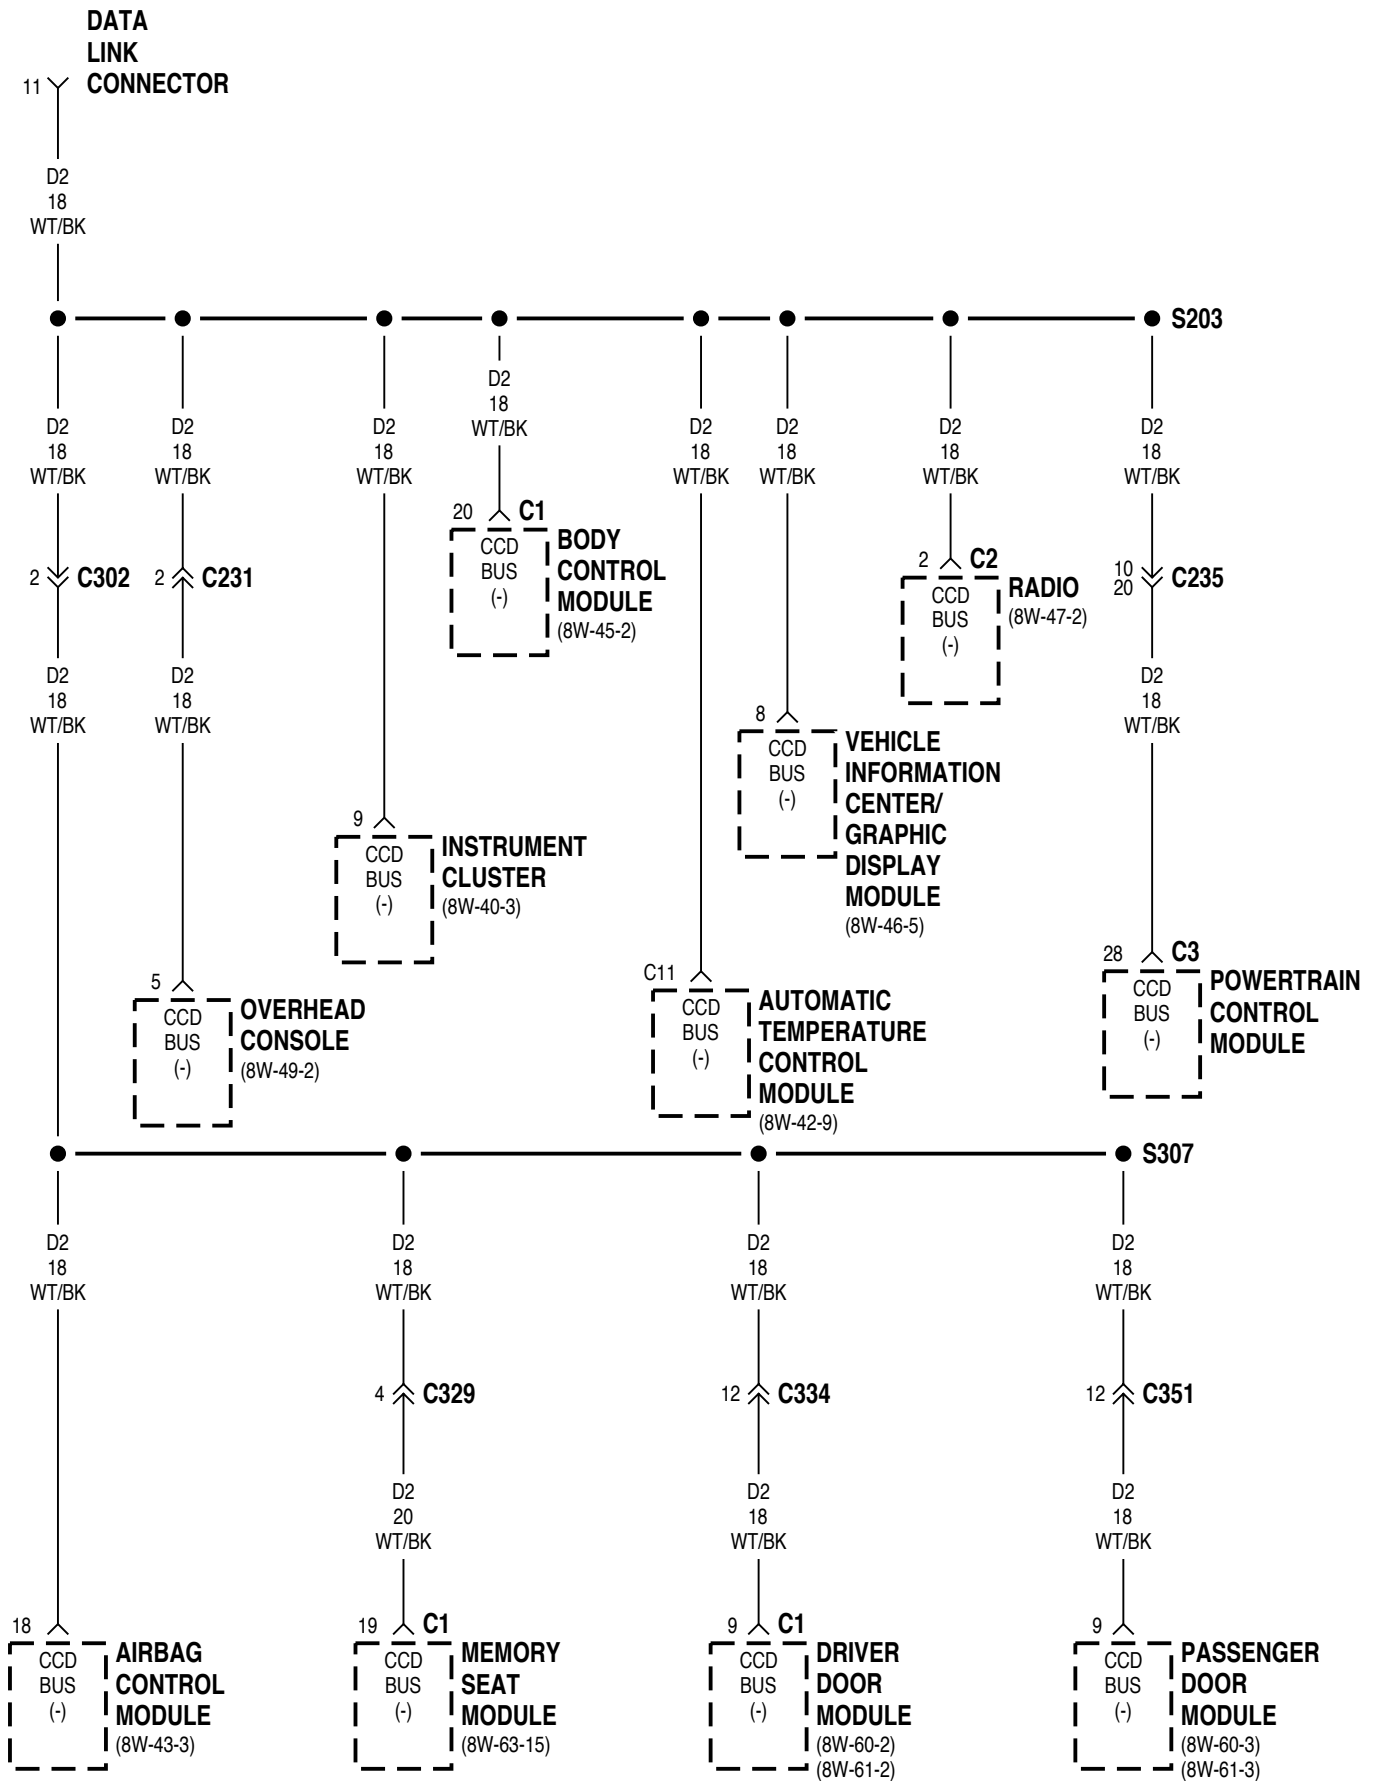 DATA
LINK
CONNECTOR
11
D2
18
WT/BK
S203
D2
18
WT/BK
D2
18
WT/BK
D2
18
WT/BK
D2
18
WT/BK
D2
18
WT/BK
D2
18
WT/BK
D2
18
WT/BK
D2
18
WT/BK
2 C302
2 C231
20 C1
CCD
BUS
(-)
BODY
CONTROL
MODULE
(8W-45-2)
2 C2
CCD
BUS
(-)
RADIO
(8W-47-2)
10
20
C235
D2
18
WT/BK
D2
18
WT/BK
D2
18
WT/BK
8
CCD
BUS
(-)
VEHICLE
INFORMATION
CENTER/
GRAPHIC
DISPLAY
MODULE
(8W-46-5)
9
CCD
BUS
(-)
INSTRUMENT
CLUSTER
(8W-40-3)
5
CCD
BUS
(-)
OVERHEAD
CONSOLE
(8W-49-2)
C11
CCD
BUS
(-)
AUTOMATIC
TEMPERATURE
CONTROL
MODULE
(8W-42-9)
28 C3
CCD
BUS
(-)
POWERTRAIN
CONTROL
MODULE
S307
D2
18
WT/BK
D2
18
WT/BK
D2
18
WT/BK
D2
18
WT/BK
4 C329
12 C334
12 C351
D2
20
WT/BK
D2
18
WT/BK
D2
18
WT/BK
18
CCD
BUS
(-)
AIRBAG
CONTROL
MODULE
(8W-43-3)
19 C1
CCD
BUS
(-)
MEMORY
SEAT
MODULE
(8W-63-15)
9 C1
CCD
BUS
(-)
DRIVER
DOOR
MODULE
(8W-60-2)
(8W-61-2)
9
CCD
BUS
(-)
PASSENGER
DOOR
MODULE
(8W-60-3)
(8W-61-3)